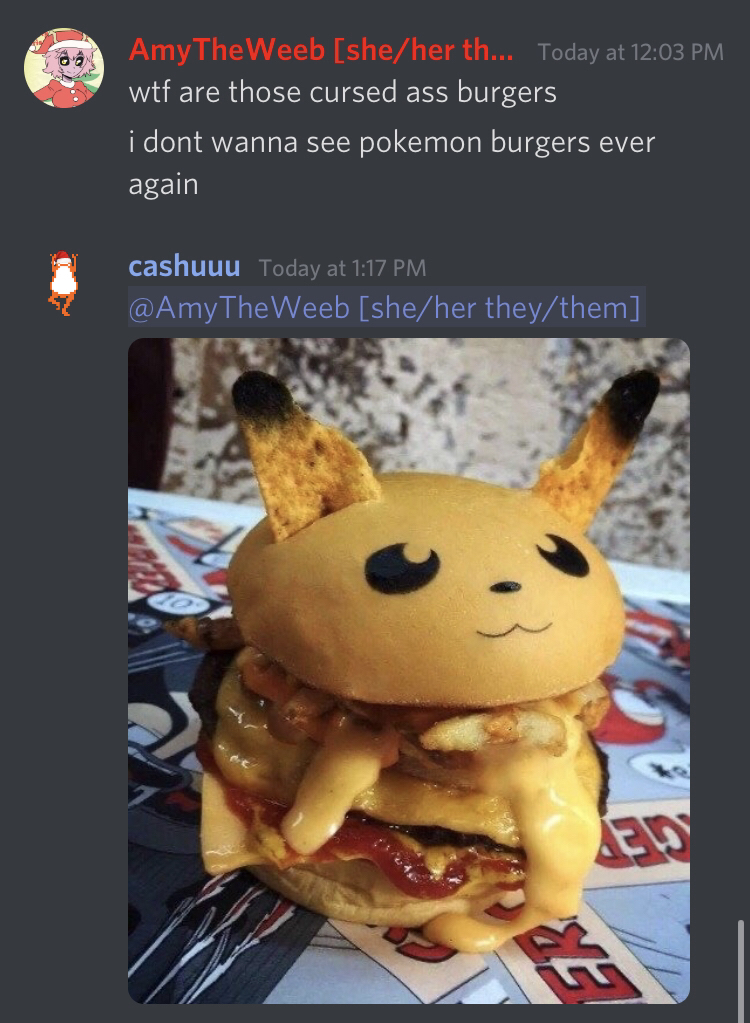 AmyTheWeeb [she/her th... Today at 12:03 PM
wtf are those cursed ass burgers
i dont wanna see pokemon burgers ever
again
cashuuu Today at 1:17 PM
@AmyTheWeeb [she/her they/them]